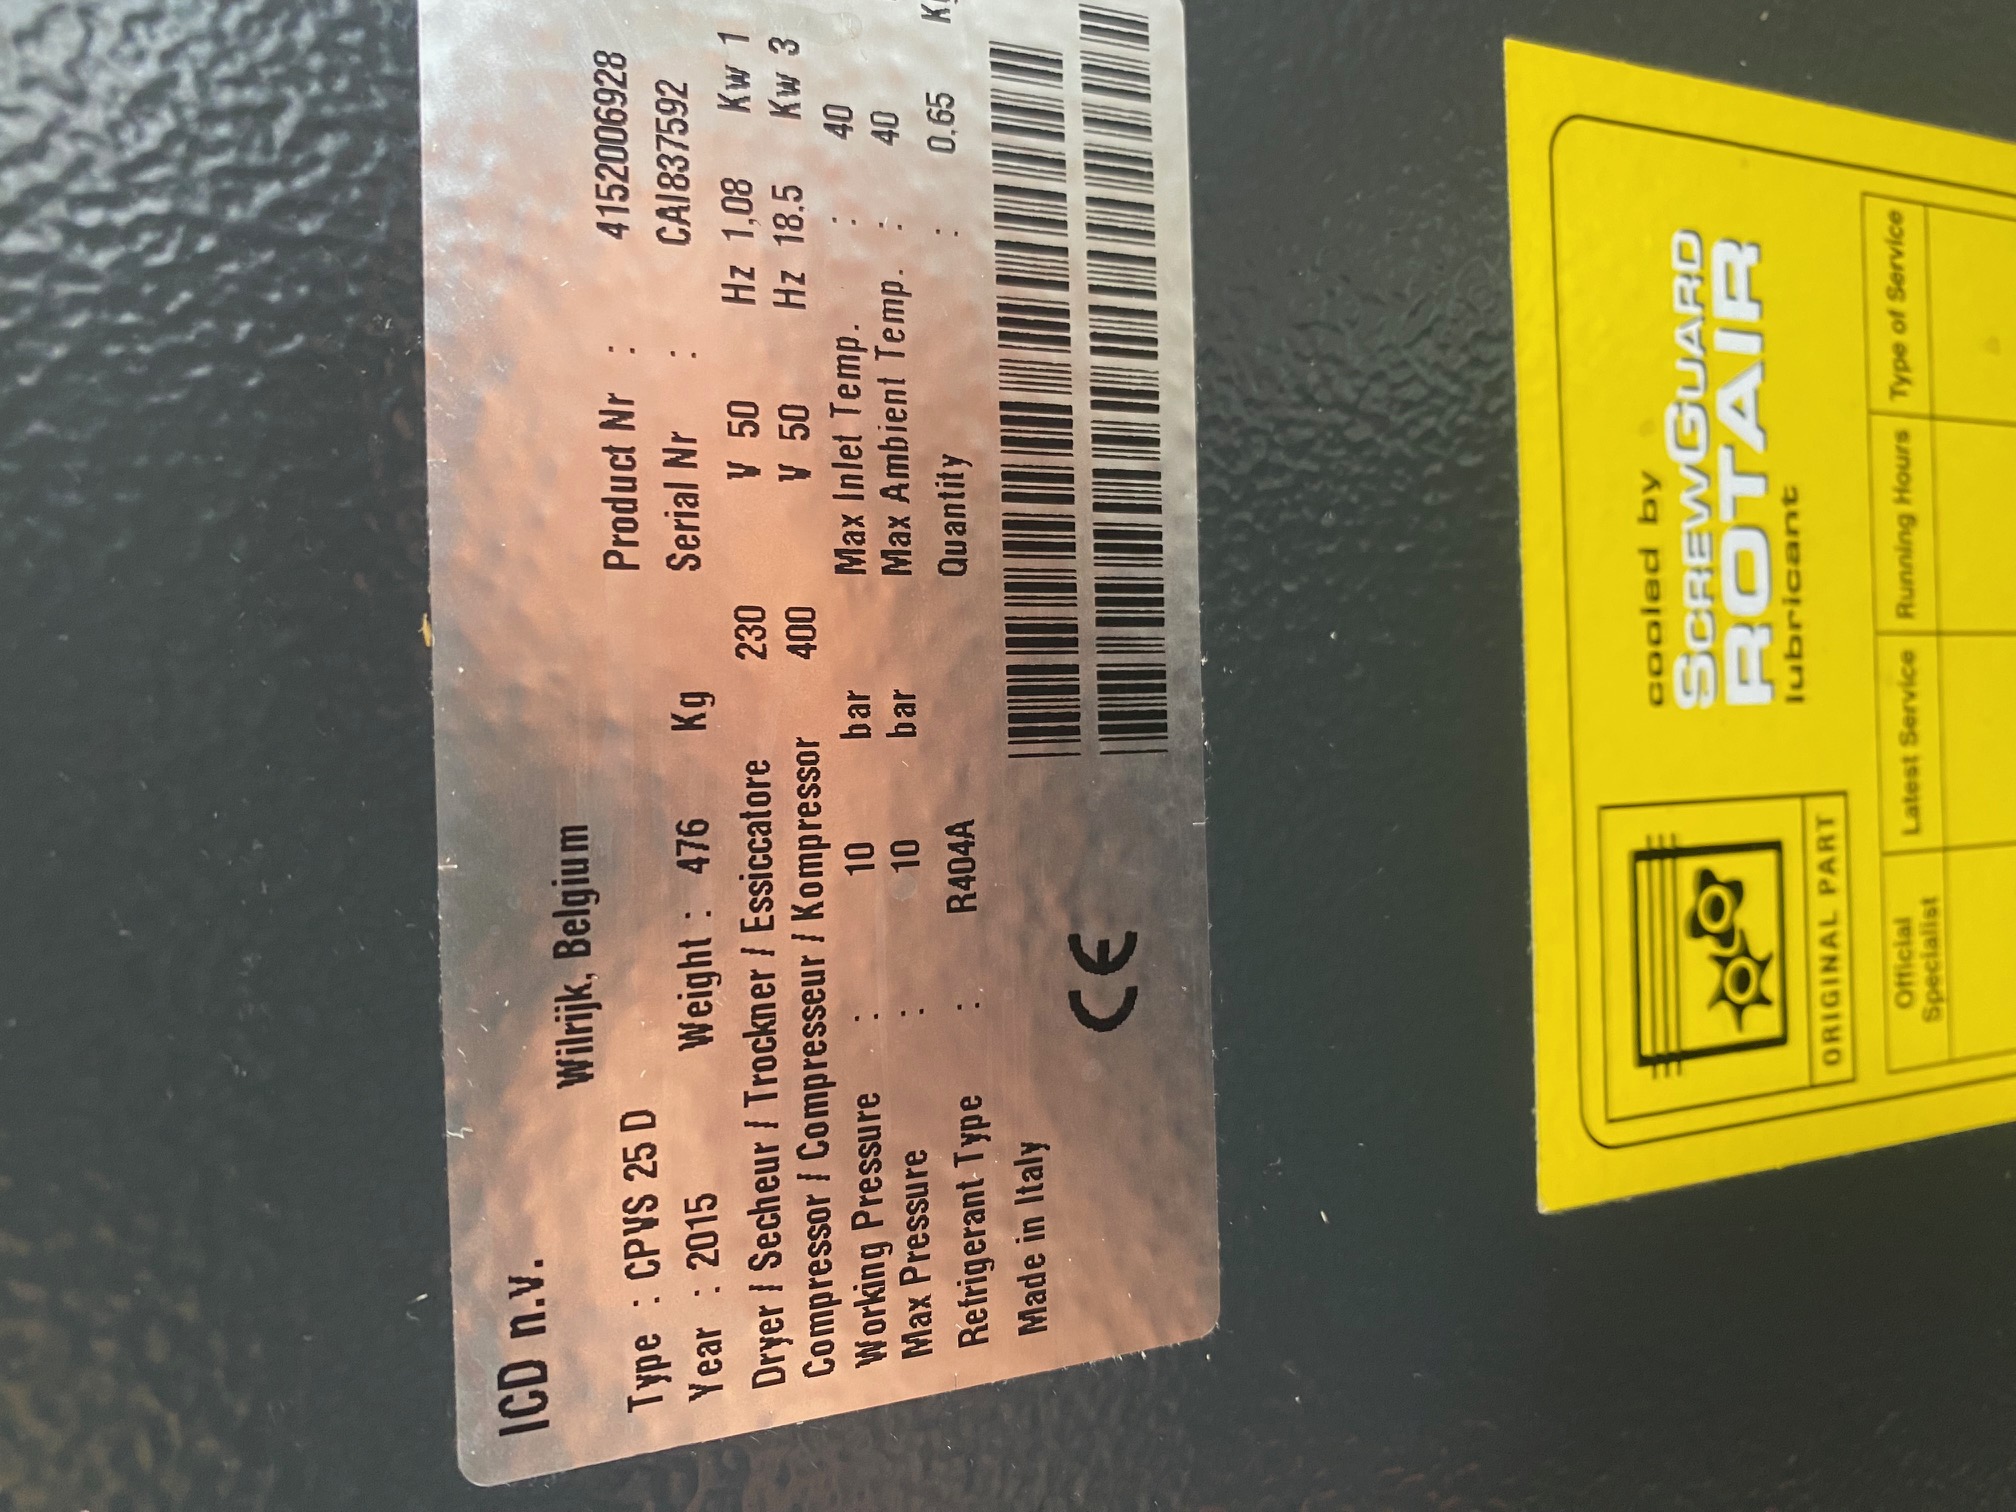 ICD n.v.
Wilrijk, Belgium
Type : CPVS 25 D Product Nr : 4152006928
Year : 2015 Weight : 476 Kg Serial Nr : CAI837592
Dryer / Secheur / Trockner / Essiccatore 230 V 50 Hz 1,08 Kw 1
Compressor / Compresseur / Kompressor 400 V 50 Hz 18.5 Kw 3
Working Pressure : 10 bar Max Inlet Temp. : 40
Max Pressure : 10 bar Max Ambient Temp. : 40
Refrigerant Type : R404A Quantity : 0.65
Made in Italy
CE
cooled by
SCREWGUARD
ROTAIR
lubricant
ORIGINAL PART
Official Latest Service Running Hours Type of Service
Specialist